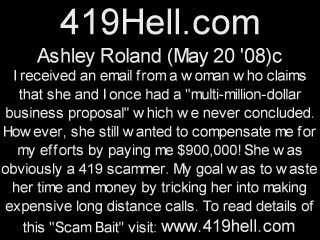 419Hell.com
Ashley Roland (May 20 '08)c
I received an email from a woman who claims
that she and I once had a "multi-million-dollar
business proposal" which we never concluded.
However, she still wanted to compensate me for
my efforts by paying me $900,000! She was
obviously a 419 scammer. My goal was to waste
her time and money by tricking her into making
expensive long distance calls. To read details of
this "Scam Bait" visit: www.419hell.com